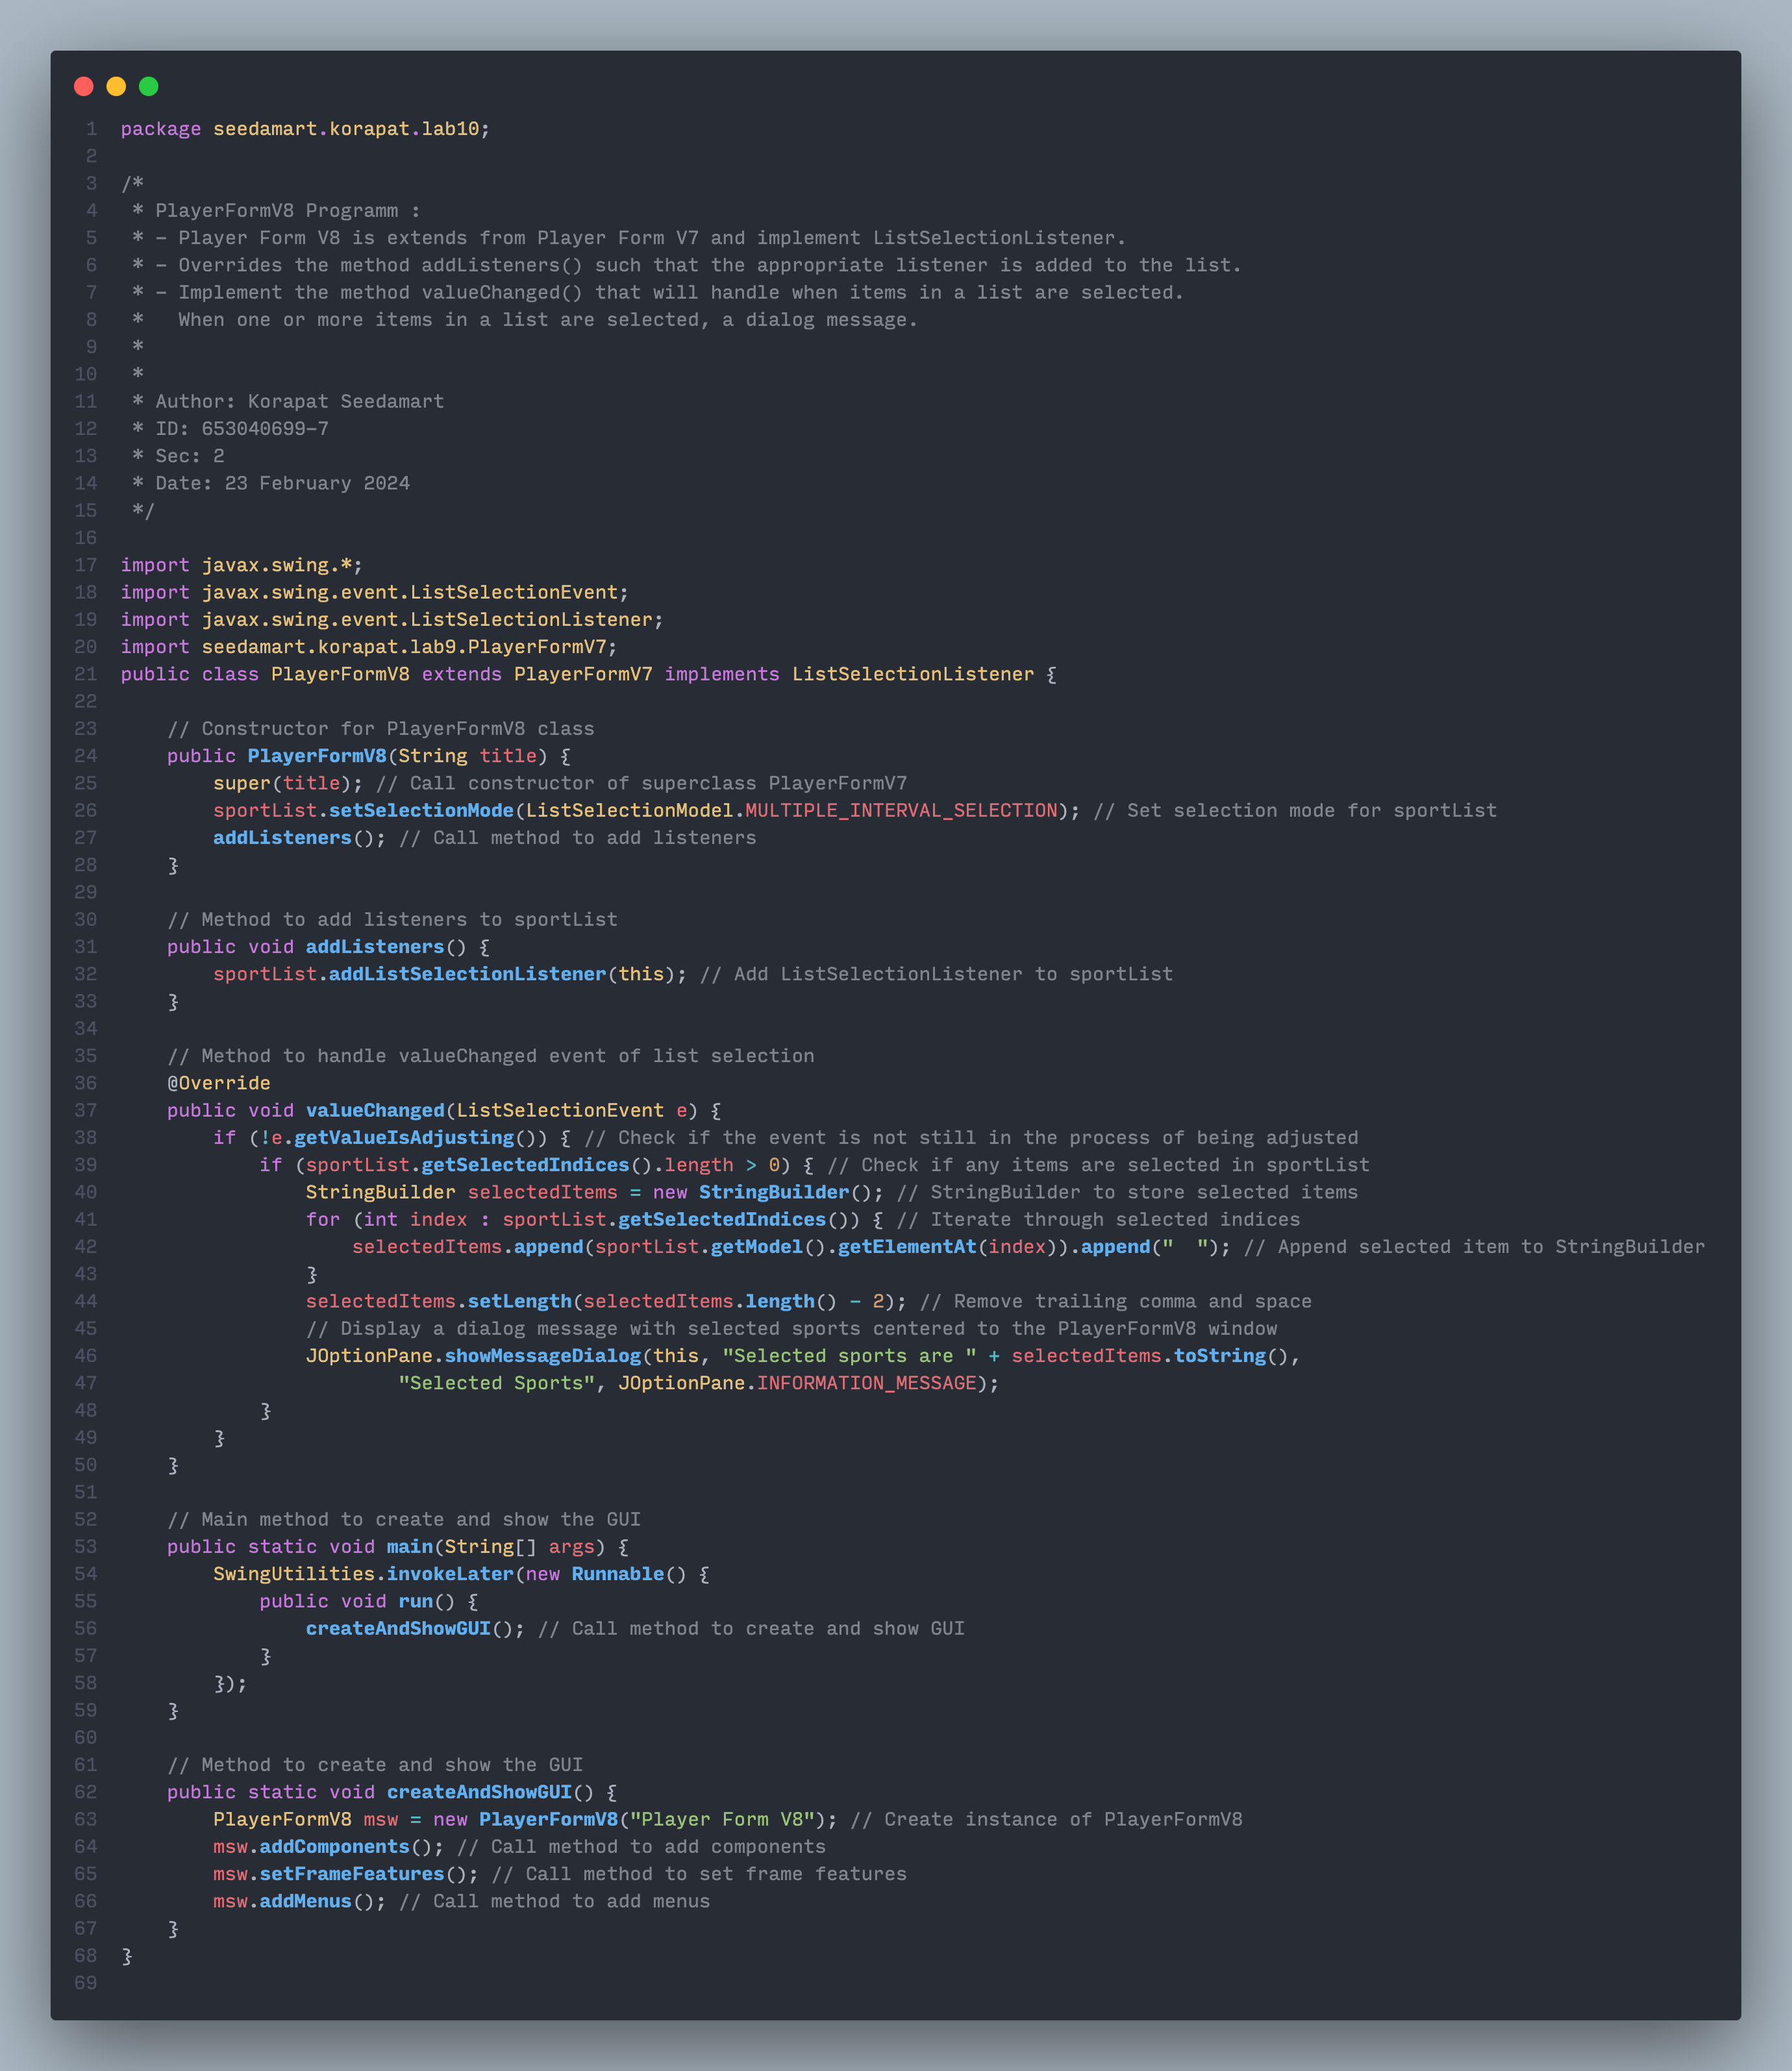 1 package seedamart.korapat.lab10;
2
3 /*
4  * PlayerFormV8 Programm :
5  * - Player Form V8 is extends from Player Form V7 and implement ListSelectionListener.
6  * - Overrides the method addListeners() such that the appropriate listener is added to the list.
7  * - Implement the method valueChanged() that will handle when items in a list are selected.
8  *   When one or more items in a list are selected, a dialog message.
9  *
10  *
11  * Author: Korapat Seedamart
12  * ID: 653040699-7
13  * Sec: 2
14  * Date: 23 February 2024
15  */
16
17 import javax.swing.*;
18 import javax.swing.event.ListSelectionEvent;
19 import javax.swing.event.ListSelectionListener;
20 import seedamart.korapat.lab9.PlayerFormV7;
21 public class PlayerFormV8 extends PlayerFormV7 implements ListSelectionListener {
22
23     // Constructor for PlayerFormV8 class
24     public PlayerFormV8(String title) {
25         super(title); // Call constructor of superclass PlayerFormV7
26         sportList.setSelectionMode(ListSelectionModel.MULTIPLE_INTERVAL_SELECTION); // Set selection mode for sportList
27         addListeners(); // Call method to add listeners
28     }
29
30     // Method to add listeners to sportList
31     public void addListeners() {
32         sportList.addListSelectionListener(this); // Add ListSelectionListener to sportList
33     }
34
35     // Method to handle valueChanged event of list selection
36     @Override
37     public void valueChanged(ListSelectionEvent e) {
38         if (!e.getValueIsAdjusting()) { // Check if the event is not still in the process of being adjusted
39             if (sportList.getSelectedIndices().length > 0) { // Check if any items are selected in sportList
40                 StringBuilder selectedItems = new StringBuilder(); // StringBuilder to store selected items
41                 for (int index : sportList.getSelectedIndices()) { // Iterate through selected indices
42                     selectedItems.append(sportList.getModel().getElementAt(index)).append("  "); // Append selected item to StringBuilder
43                 }
44                 selectedItems.setLength(selectedItems.length() - 2); // Remove trailing comma and space
45                 // Display a dialog message with selected sports centered to the PlayerFormV8 window
46                 JOptionPane.showMessageDialog(this, "Selected sports are " + selectedItems.toString(),
47                         "Selected Sports", JOptionPane.INFORMATION_MESSAGE);
48             }
49         }
50     }
51
52     // Main method to create and show the GUI
53     public static void main(String[] args) {
54         SwingUtilities.invokeLater(new Runnable() {
55             public void run() {
56                 createAndShowGUI(); // Call method to create and show GUI
57             }
58         });
59     }
60
61     // Method to create and show the GUI
62     public static void createAndShowGUI() {
63         PlayerFormV8 msw = new PlayerFormV8("Player Form V8"); // Create instance of PlayerFormV8
64         msw.addComponents(); // Call method to add components
65         msw.setFrameFeatures(); // Call method to set frame features
66         msw.addMenus(); // Call method to add menus
67     }
68 }
69